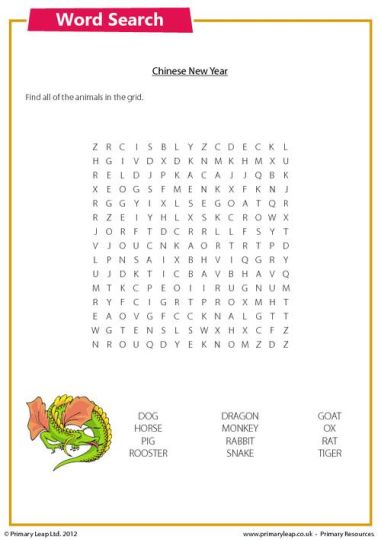 Word Search
Chinese New Year
Find all of the animals in the grid.
Z R C I S B L Y Z C D E C K L
H G I V D X D K N M K H M X U
R E L D J P K A C A J J Q B K
X E O G S F M E N K X F K N J
R G G Y I X L S E G O A T Q R
R Z E I Y H L X S K C R O W X
J O R F T D C R R L L F S Y T
V J O U C N K A O R T R T P D
L P N S A I X B H V I Q G R Y
U J D K T I C B A V B H A V Q
M T K C P E O I I R U G N U M
R Y F C I G R T P R O X M H T
E A O V G F C C K N A L G T T
W G T E N S L S W X H X C F Z
N R O U Q D Y E K N O M Z D Z
DOG DRAGON GOAT
HORSE MONKEY OX
PIG RABBIT RAT
ROOSTER SNAKE TIGER
© Primary Leap Ltd. 2012 www.primaryleap.co.uk - Primary Resources